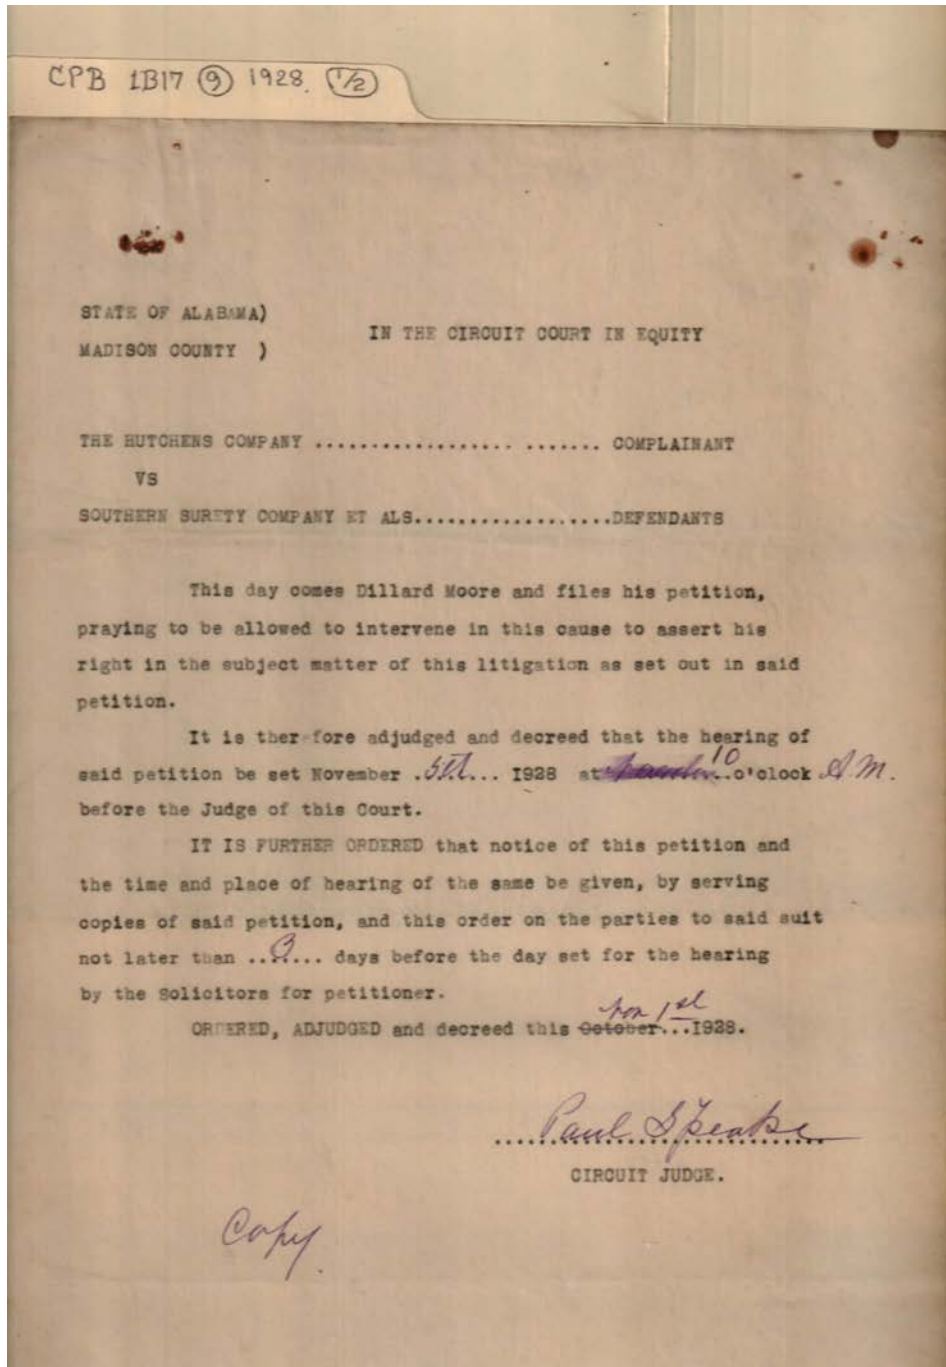 CPB 1B17 9 1928. 1/2
STATE OF ALABAMA)
IN THE CIRCUIT COURT IN EQUITY
MADISON COUNTY )
THE HUTCHENS COMPANY .................. ....... COMPLAINANT
VS
SOUTHERN SURETY COMPANY ET ALS..................DEFENDANTS
This day comes Dillard Moore and files his petition,
praying to be allowed to intervene in this cause to assert his
right in the subject matter of this litigation as set out in said
petition.
It is therefore adjudged and decreed that the hearing of
said petition be set November .5th... 1928 at 10 ..o'clock A.M.
before the Judge of this Court.
IT IS FURTHER ORDERED that notice of this petition and
the time and place of hearing of the same be given, by serving
copies of said petition, and this order on the parties to said suit
not later than ..3.... days before the day set for the hearing
by the Solicitors for petitioner.
Nov 1st
ORDERED, ADJUDGED and decreed this October...1928.
Paul Speake
CIRCUIT JUDGE.
Copy.